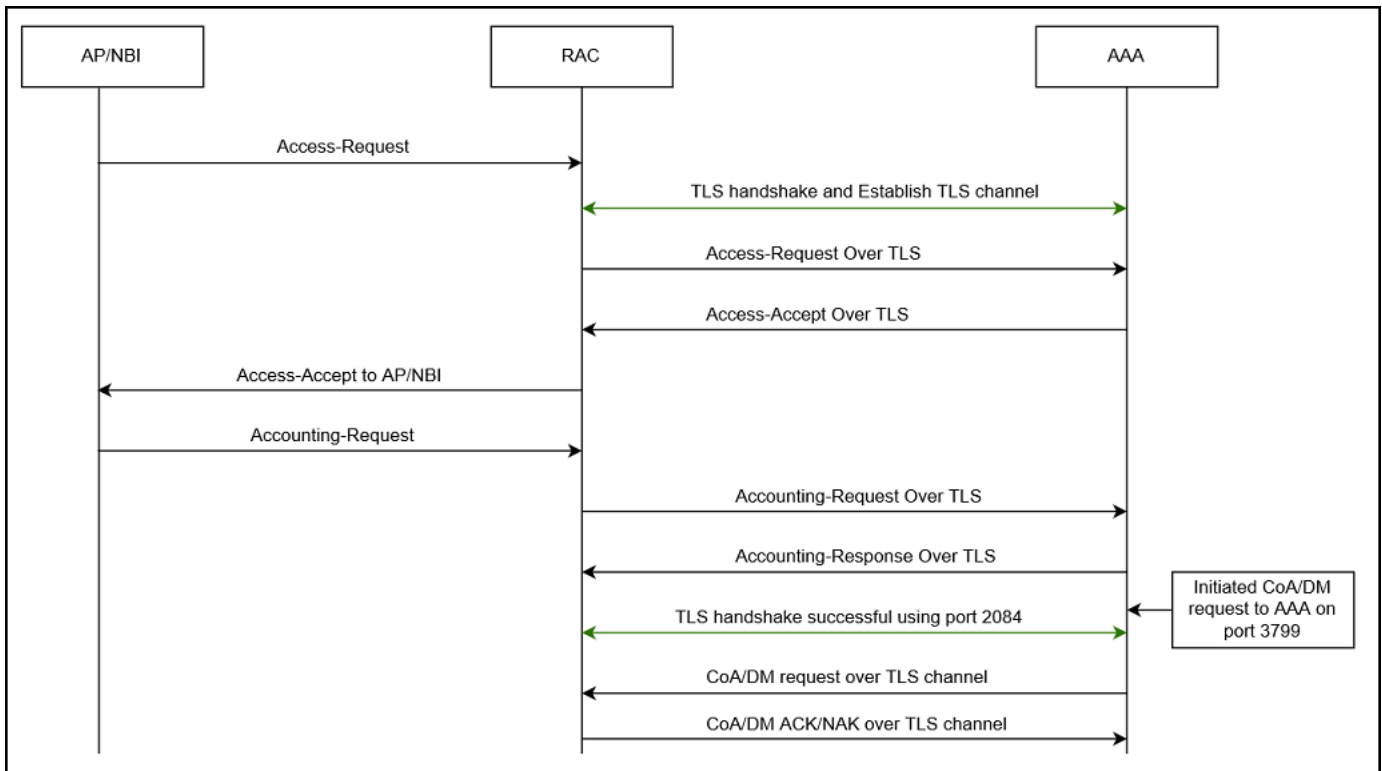 AP/NBI
RAC
AAA
Access-Request
TLS handshake and Establish TLS channel
Access-Request Over TLS
Access-Accept Over TLS
Access-Accept to AP/NBI
Accounting-Request
Accounting-Request Over TLS
Accounting-Response Over TLS
Initiated CoA/DM
request to AAA on
port 3799
TLS handshake successful using port 2084
CoA/DM request over TLS channel
CoA/DM ACK/NAK over TLS channel